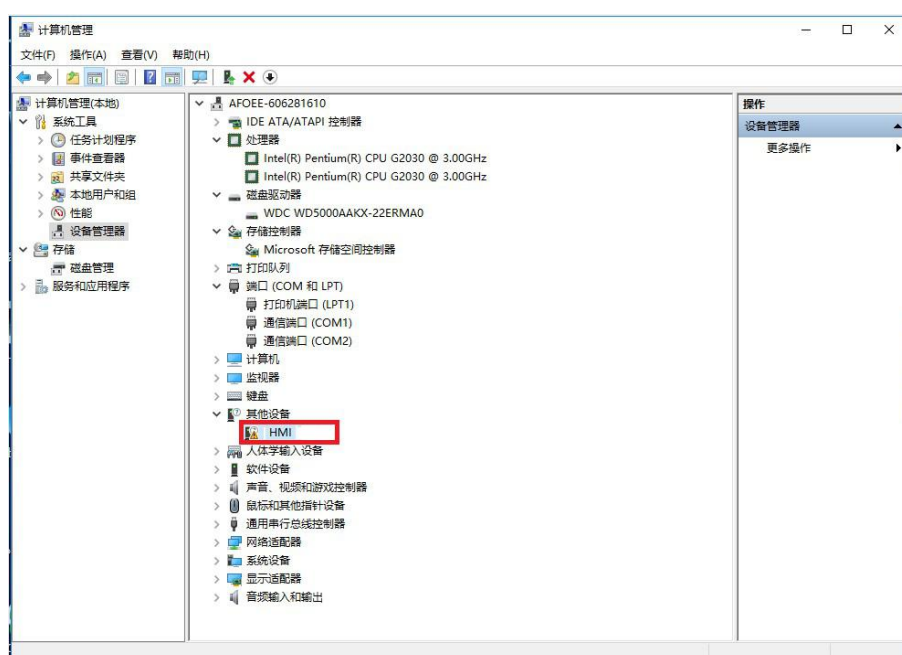 计算机管理
文件(F) 操作(A) 查看(V) 帮助(H)
计算机管理(本地)
系统工具
任务计划程序
事件查看器
共享文件夹
本地用户和组
性能
设备管理器
存储
磁盘管理
服务和应用程序
AFOEE-606281610
IDE ATA/ATAPI 控制器
处理器
Intel(R) Pentium(R) CPU G2030 @ 3.00GHz
Intel(R) Pentium(R) CPU G2030 @ 3.00GHz
磁盘驱动器
WDC WD5000AAKX-22ERMA0
存储控制器
Microsoft 存储空间控制器
打印队列
端口 (COM 和 LPT)
打印机端口 (LPT1)
通信端口 (COM1)
通信端口 (COM2)
计算机
监视器
键盘
其他设备
HMI
人体学输入设备
软件设备
声音、视频和游戏控制器
鼠标和其他指针设备
通用串行总线控制器
网络适配器
系统设备
显示适配器
音频输入和输出
操作
设备管理器
更多操作